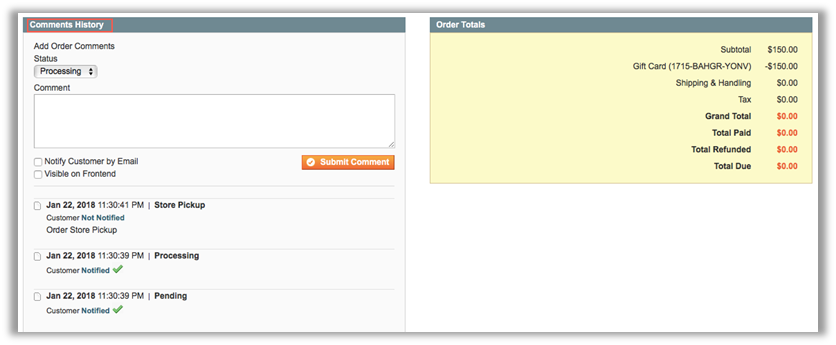 Comments History
Add Order Comments
Status
Processing
Comment
Notify Customer by Email
Submit Comment
Visible on Frontend
Jan 22, 2018 11:30:41 PM | Store Pickup
Customer Not Notified
Order Store Pickup
Jan 22, 2018 11:30:39 PM | Processing
Customer Notified
Jan 22, 2018 11:30:39 PM | Pending
Customer Notified
Order Totals
Subtotal $150.00
Gift Card (1715-BAHGR-YONV) -$150.00
Shipping & Handling $0.00
Tax $0.00
Grand Total $0.00
Total Paid $0.00
Total Refunded $0.00
Total Due $0.00